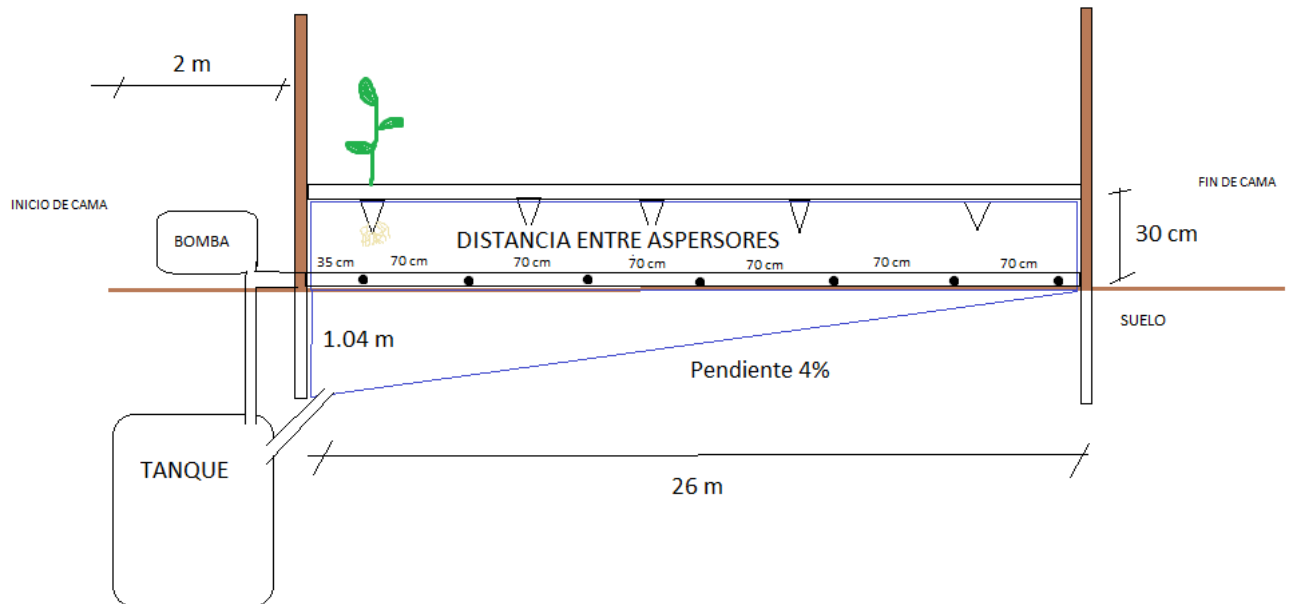 2 m
INICIO DE CAMA
FIN DE CAMA
BOMBA
DISTANCIA ENTRE ASPERSORES
30 cm
35 cm 70 cm 70 cm 70 cm 70 cm 70 cm 70 cm
SUELO
1.04 m
Pendiente 4%
TANQUE
26 m